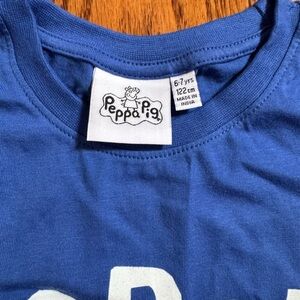 Peppa Pig
6-7 yrs
122 cm
MADE IN
INDIA